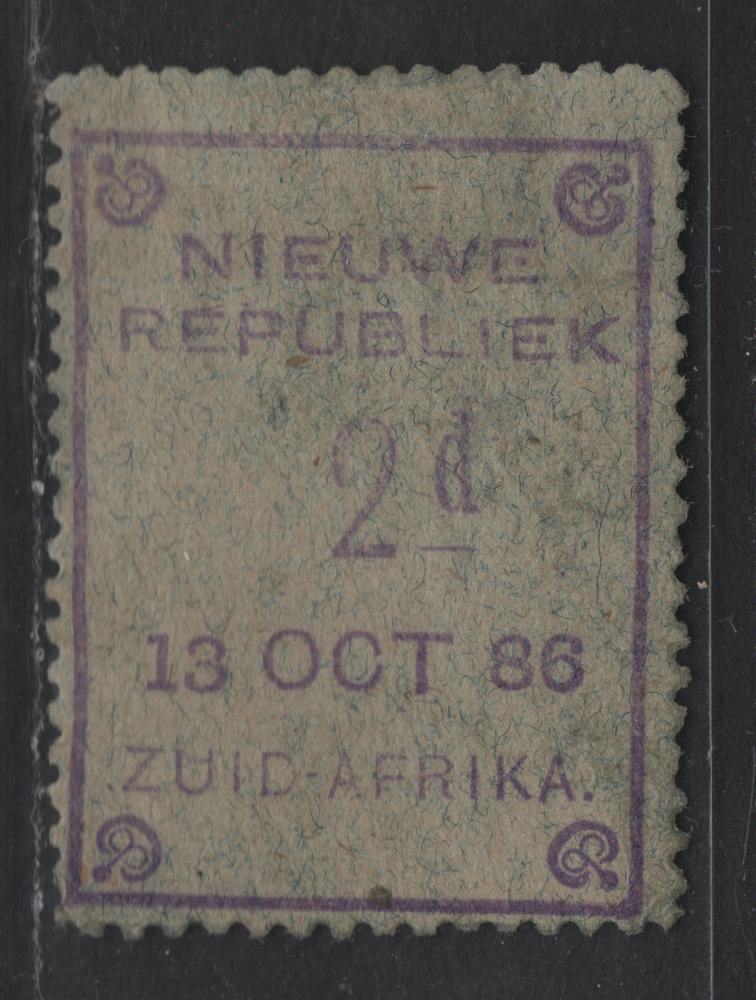 NIEUWE
REPUBLIEK
2d
13 OCT 86
ZUID-AFRIKA.